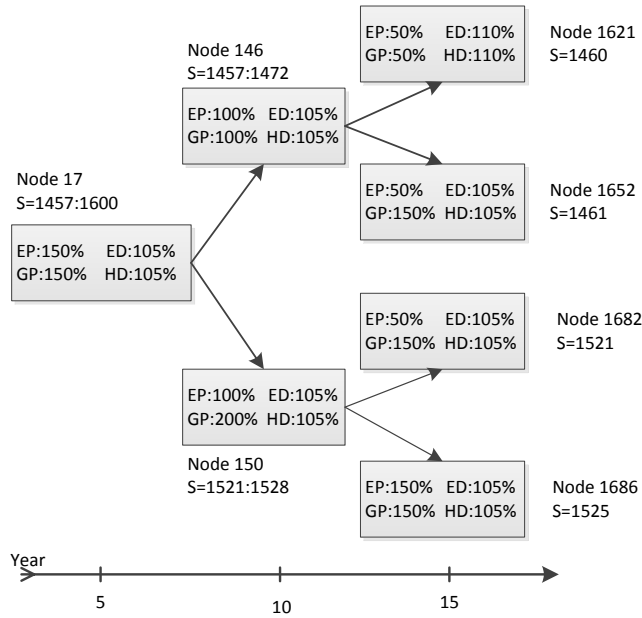 EP:50% ED:110%
GP:50% HD:110%
Node 1621
S=1460
Node 146
S=1457:1472
EP:100% ED:105%
GP:100% HD:105%
EP:50% ED:105%
GP:150% HD:105%
Node 1652
S=1461
Node 17
S=1457:1600
EP:150% ED:105%
GP:150% HD:105%
EP:50% ED:105%
GP:150% HD:105%
Node 1682
S=1521
EP:100% ED:105%
GP:200% HD:105%
Node 150
S=1521:1528
EP:150% ED:105%
GP:150% HD:105%
Node 1686
S=1525
Year
5 10 15